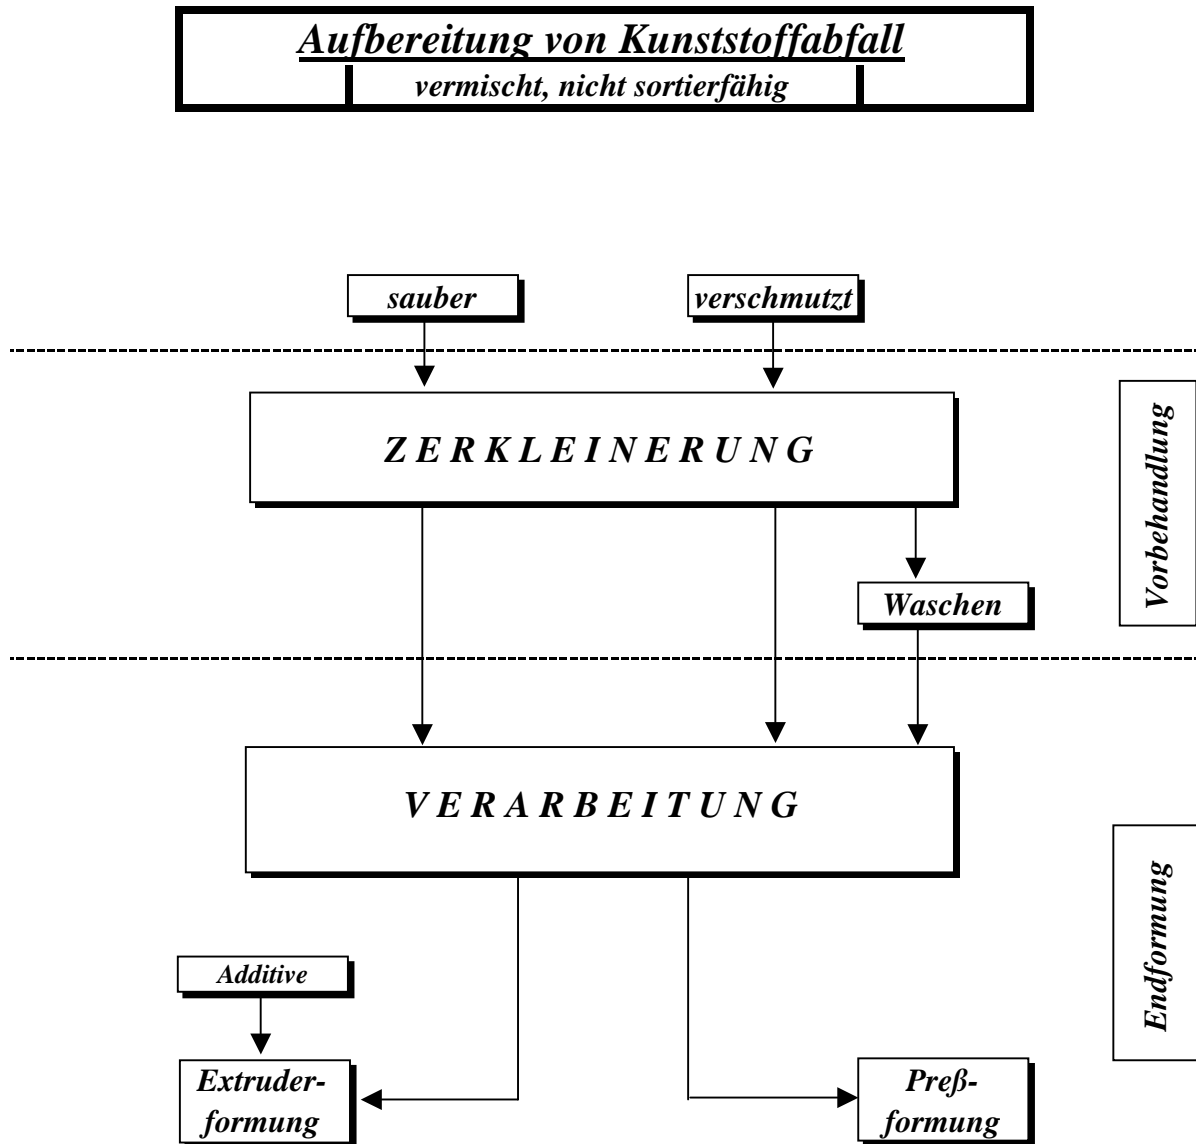 Aufbereitung von Kunststoffabfall
vermischt, nicht sortierfähig
sauber
verschmutzt
Z E R K L E I N E R U N G
Vorbehandlung
Waschen
V E R A R B E I T U N G
Endformung
Additive
Extruder-
formung
Preß-
formung